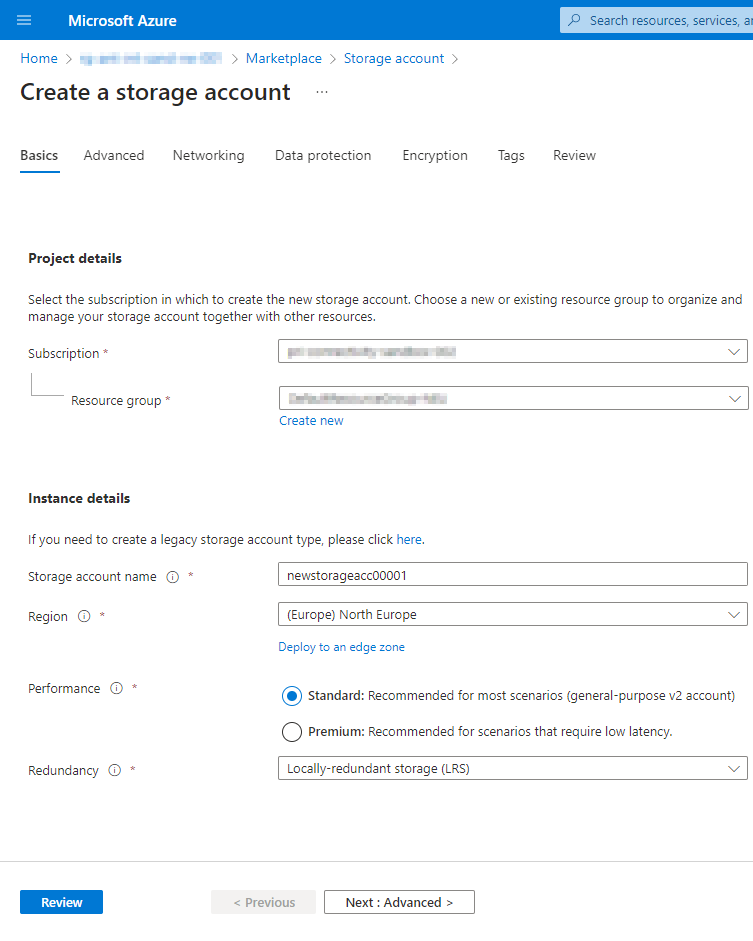 Microsoft Azure
Search resources, services, a
Home > > Marketplace > Storage account >
Create a storage account ...
Basics Advanced Networking Data protection Encryption Tags Review
Project details
Select the subscription in which to create the new storage account. Choose a new or existing resource group to organize and
manage your storage account together with other resources.
Subscription *
Resource group *
Create new
Instance details
If you need to create a legacy storage account type, please click here.
Storage account name * newstorageacc00001
Region * (Europe) North Europe
Deploy to an edge zone
Performance * Standard: Recommended for most scenarios (general-purpose v2 account)
Premium: Recommended for scenarios that require low latency.
Redundancy * Locally-redundant storage (LRS)
Review < Previous Next : Advanced >